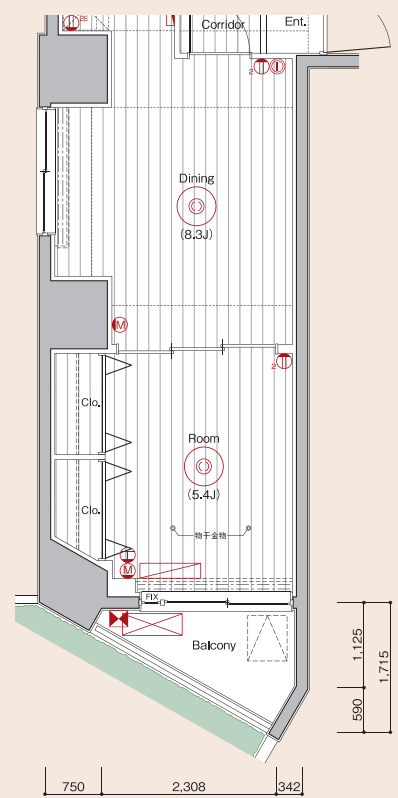 2E
Corridor
Ent.
2
Dining
(8.3J)
M
2
Clo.
Room
(5.4J)
Clo.
物干金物
M
FIX
Balcony
1,125
1,715
590
750
2,308
342